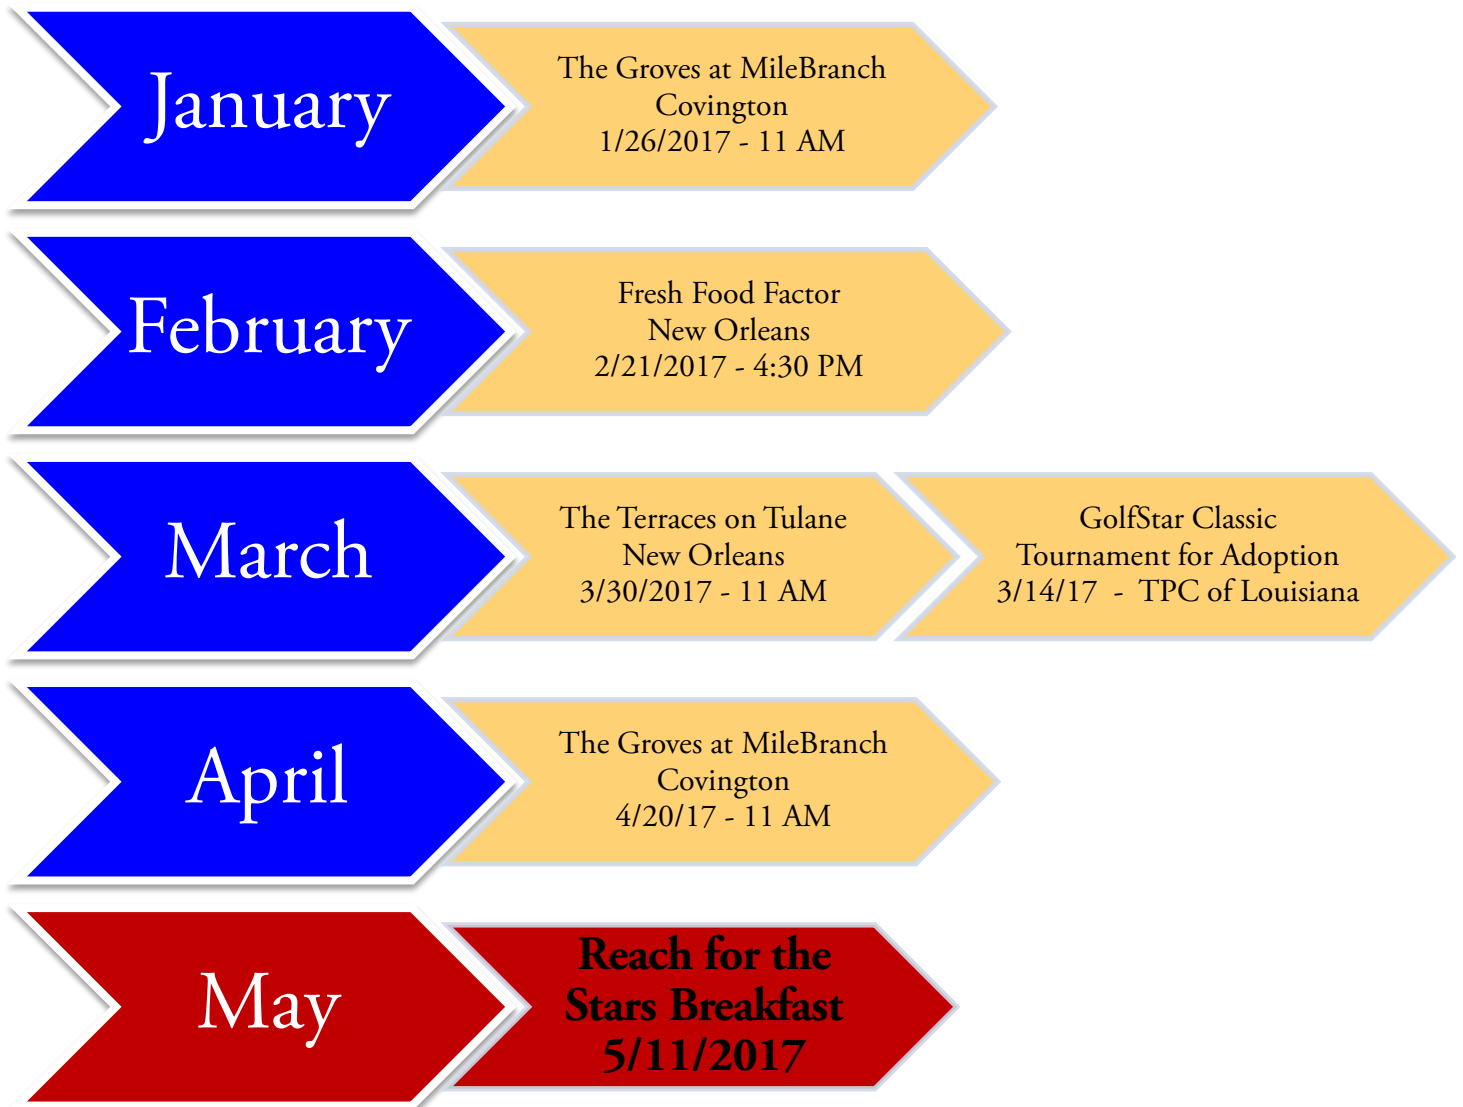 January
The Groves at MileBranch
Covington
1/26/2017 - 11 AM
February
Fresh Food Factor
New Orleans
2/21/2017 - 4:30 PM
March
The Terraces on Tulane
New Orleans
3/30/2017 - 11 AM
GolfStar Classic
Tournament for Adoption
3/14/17 - TPC of Louisiana
April
The Groves at MileBranch
Covington
4/20/17 - 11 AM
May
Reach for the
Stars Breakfast
5/11/2017